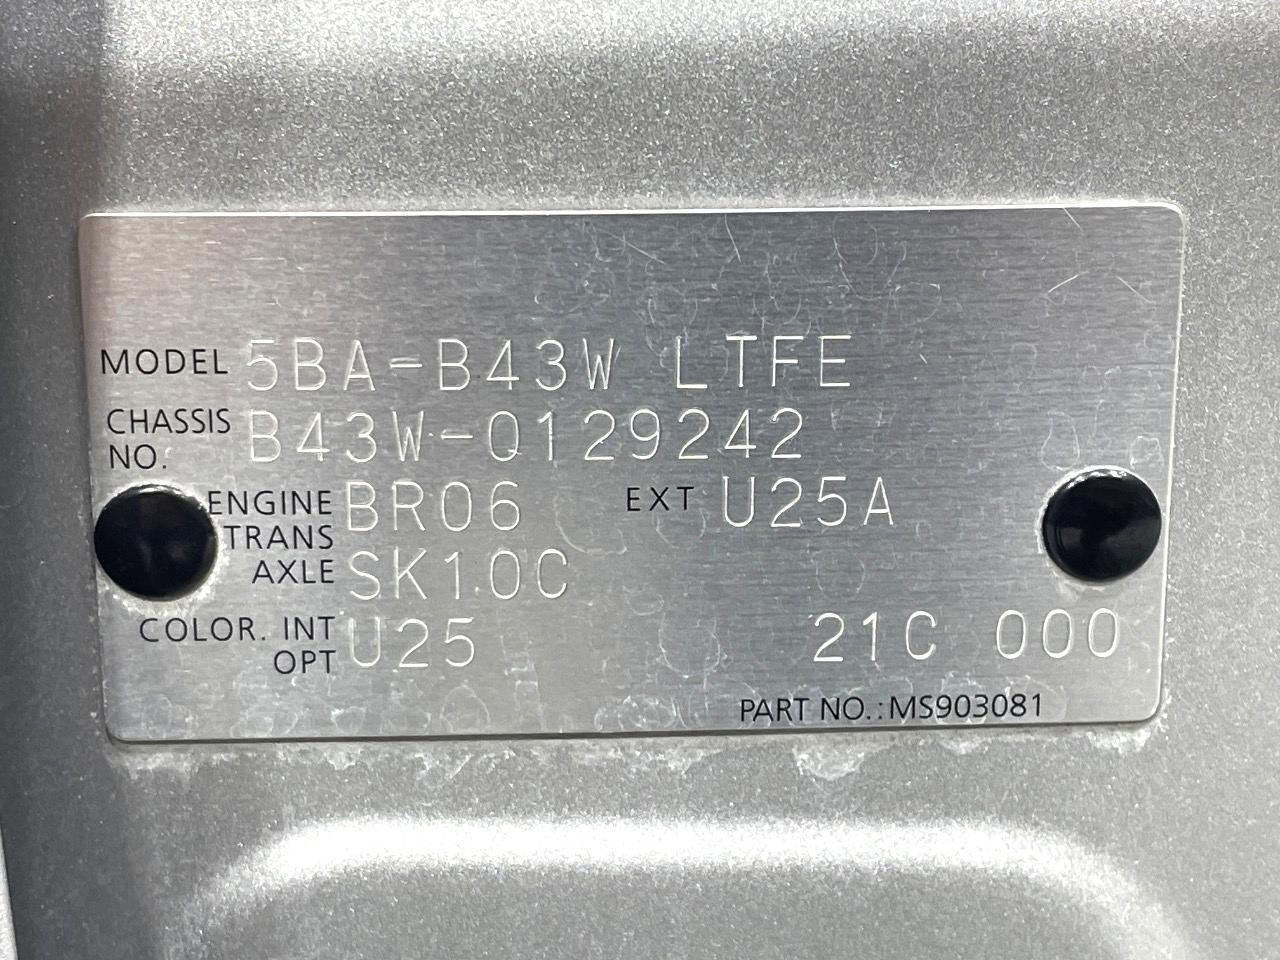 MODEL 5BA-B43W LTFE
CHASSIS NO. B43W-0129242
ENGINE BR06 EXT U25A
TRANS AXLE SK1.0C
COLOR. INT OPT U25 21C 000
PART NO.:MS903081